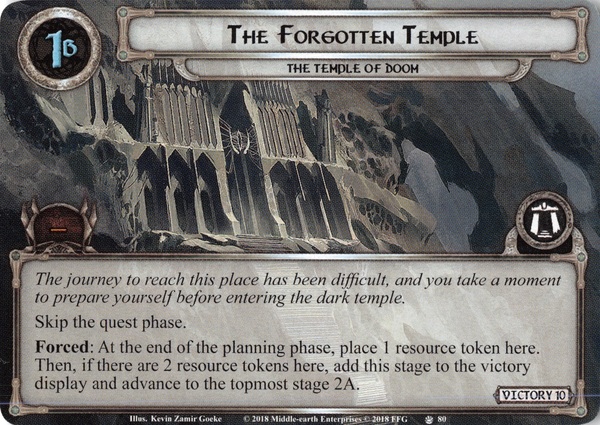 1B
THE FORGOTTEN TEMPLE
THE TEMPLE OF DOOM
The journey to reach this place has been difficult, and you take a moment
to prepare yourself before entering the dark temple.
Skip the quest phase.
Forced: At the end of the planning phase, place 1 resource token here.
Then, if there are 2 resource tokens here, add this stage to the victory
display and advance to the topmost stage 2A.
VICTORY 10
Illus. Kevin Zamir Goeke © 2018 Middle-earth Enterprises © 2018 FFG 80